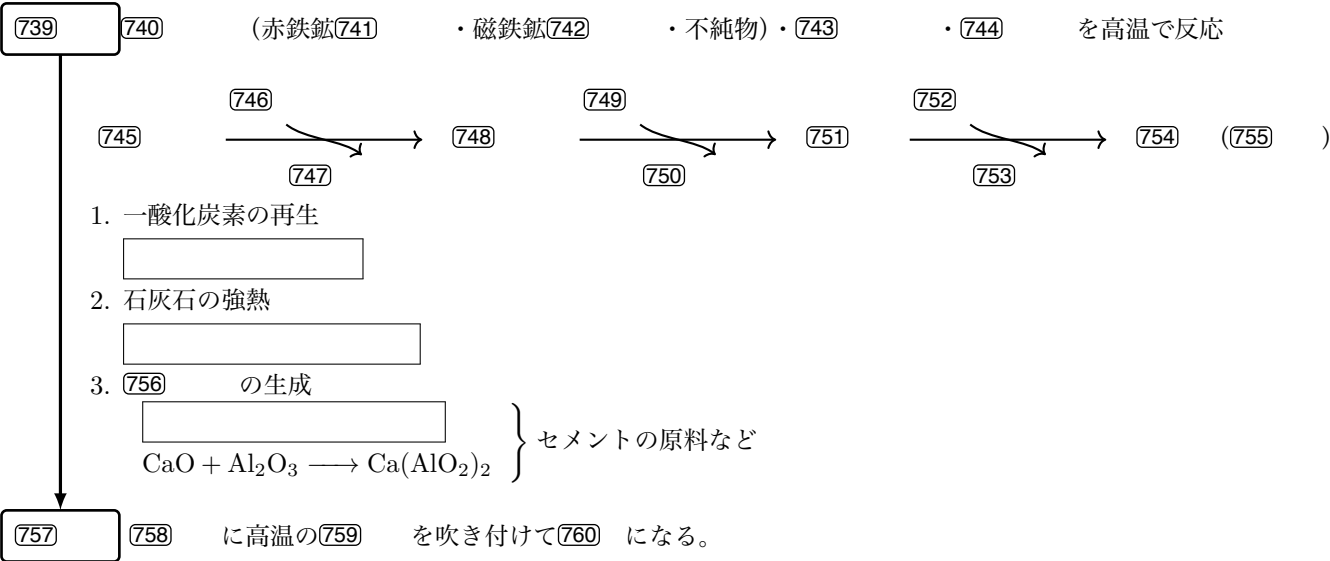 739 740 (赤鉄鉱741 ・磁鉄鉱742 ・不純物)・743 ・744 を高温で反応
746 749 752
745 748 751 754 (755 )
747 750 753
1. 一酸化炭素の再生
2. 石灰石の強熱
3. 756 の生成
セメントの原料など
CaO + Al₂O₃ ⟶ Ca(AlO₂)₂
757 758 に高温の759 を吹き付けて760 になる。